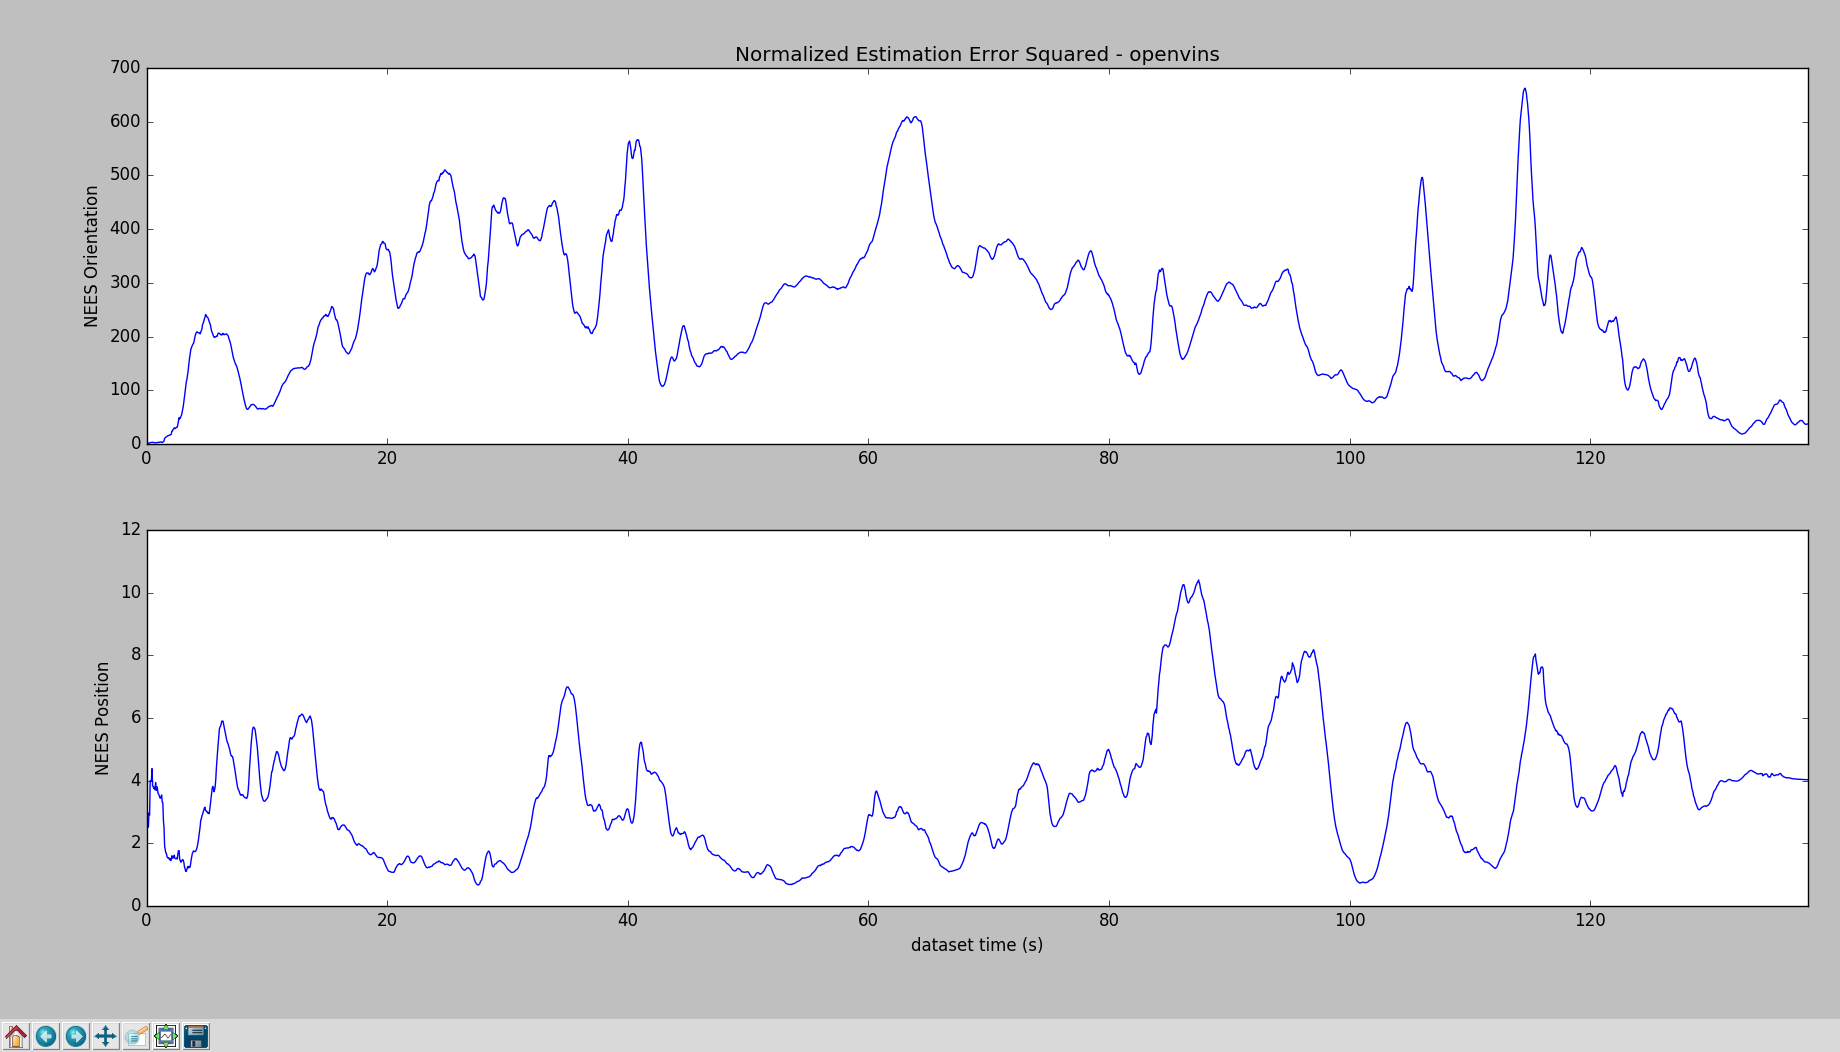 Normalized Estimation Error Squared - openvins
700
600
500
400
300
200
100
0
NEES Orientation
0 20 40 60 80 100 120
12
10
8
6
4
2
0
NEES Position
0 20 40 60 80 100 120
dataset time (s)